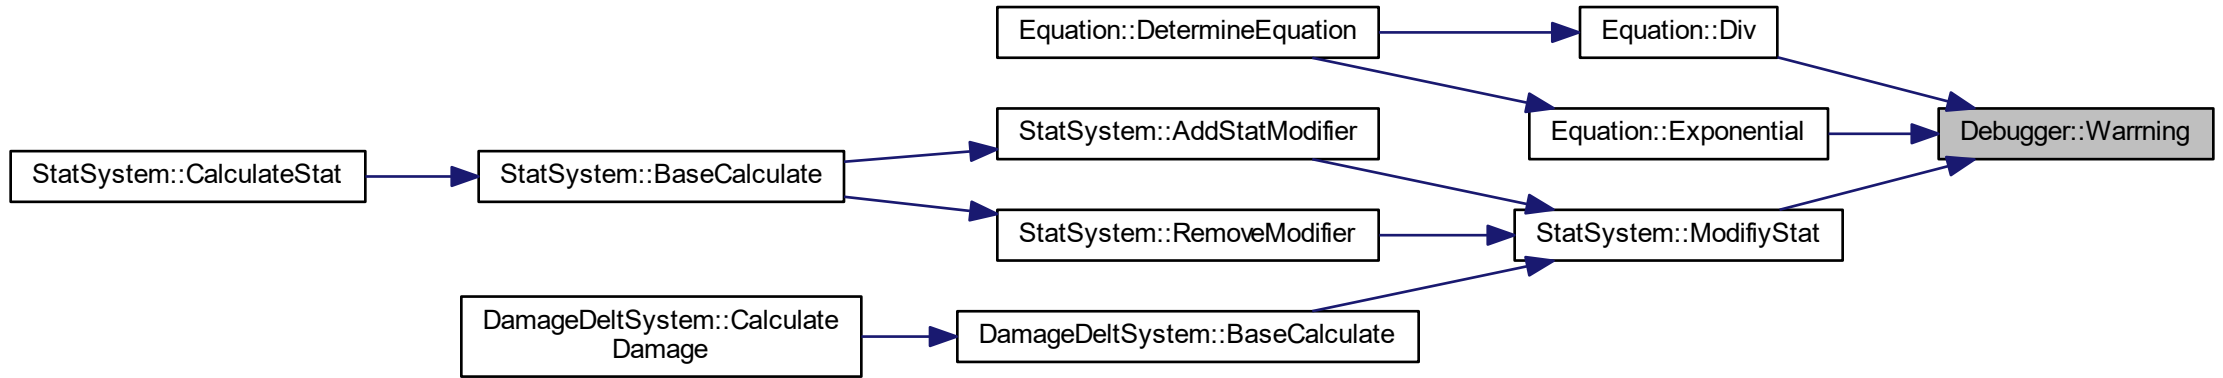 Equation::DetermineEquation
Equation::Div
StatSystem::AddStatModifier
Equation::Exponential
Debugger::Warrning
StatSystem::CalculateStat
StatSystem::BaseCalculate
StatSystem::RemoveModifier
StatSystem::ModifiyStat
DamageDeltSystem::Calculate
Damage
DamageDeltSystem::BaseCalculate